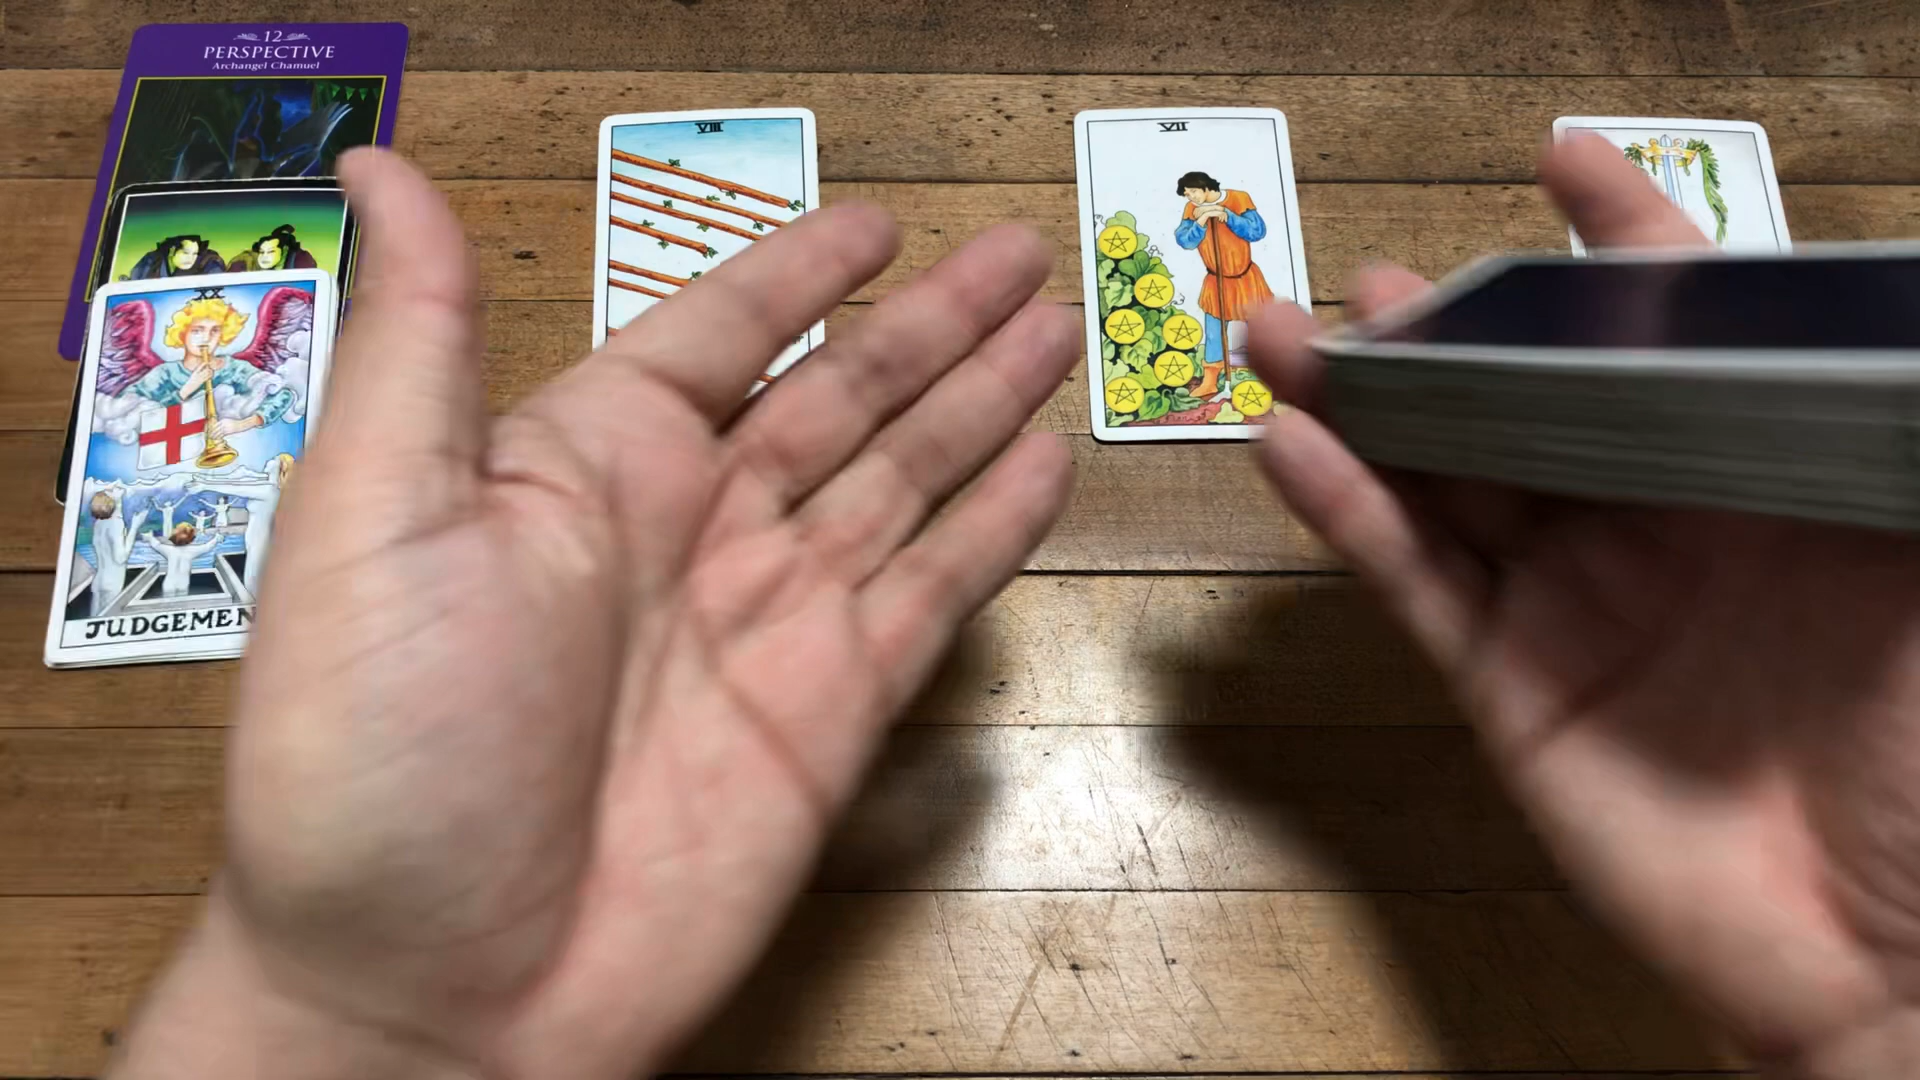 12
PERSPECTIVE
Archangel Chamuel
VIII
VII
XX
JUDGEMEN